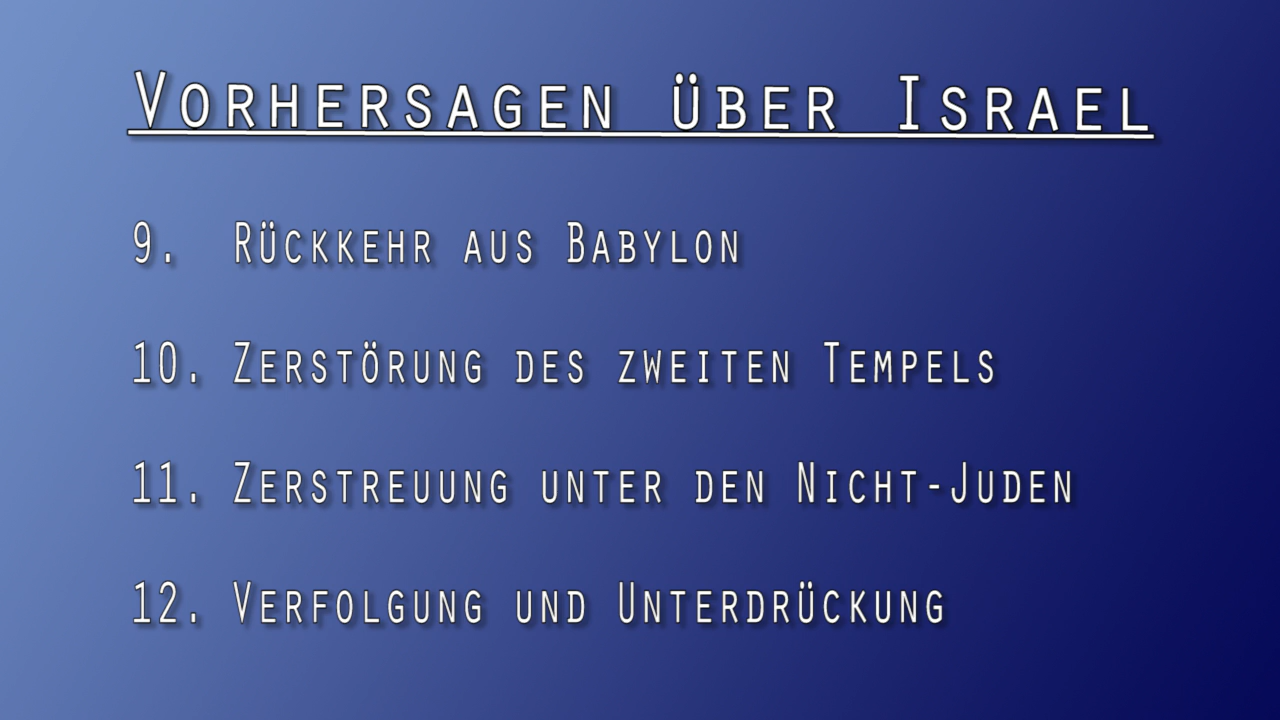 Vorhersagen über Israel
9. Rückkehr aus Babylon
10. Zerstörung des zweiten Tempels
11. Zerstreuung unter den Nicht-Juden
12. Verfolgung und Unterdrückung